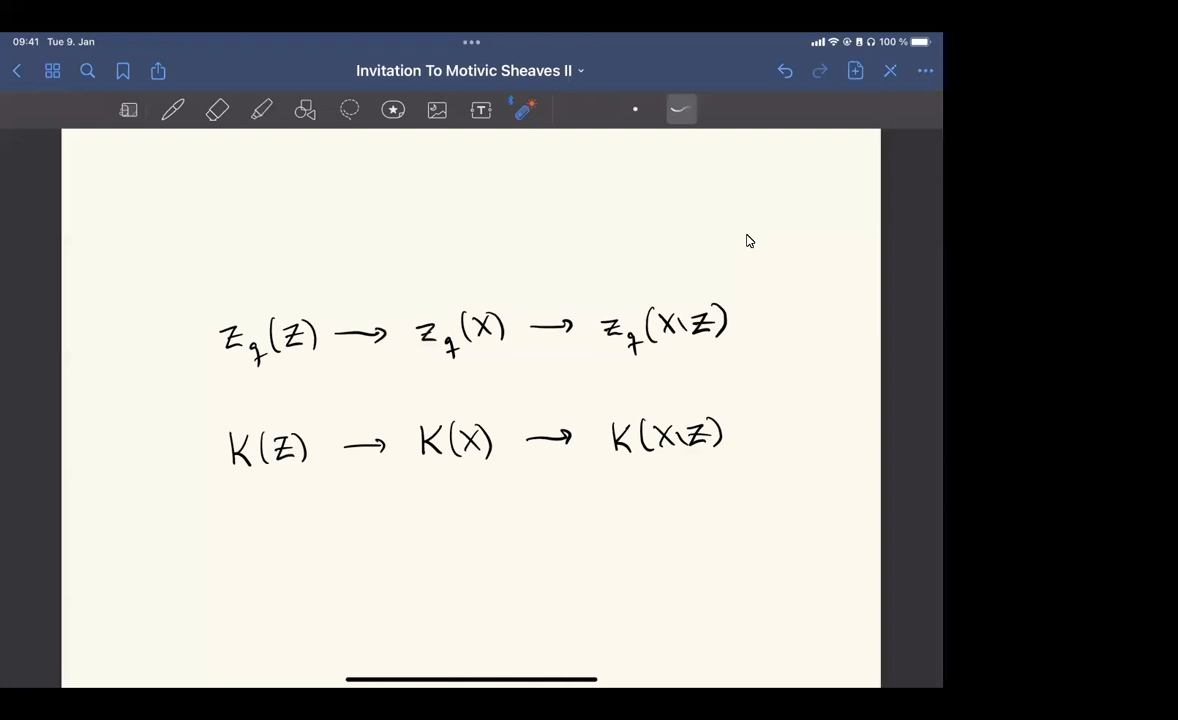 09:41 Tue 9. Jan 100 %
Invitation To Motivic Sheaves II
z_q(Z) → z_q(X) → z_q(X\Z)
K(Z) → K(X) → K(X\Z)